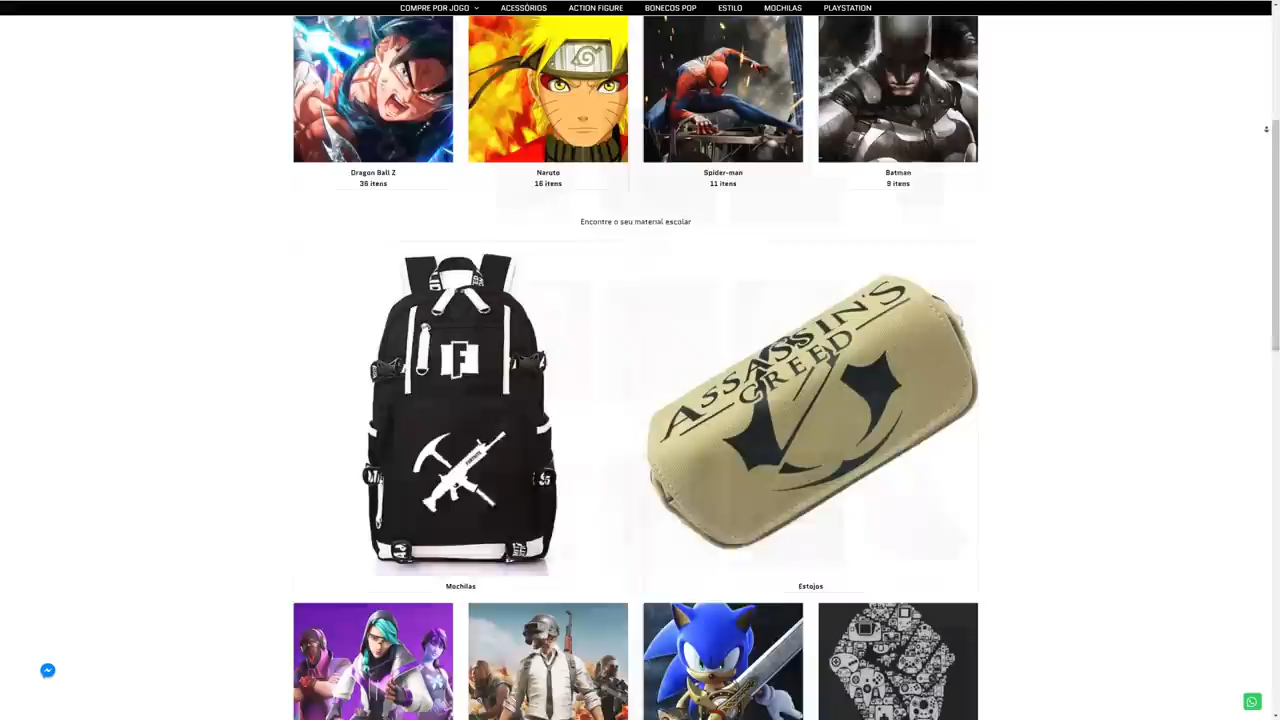 COMPRE POR JOGO
ACESSÓRIOS
ACTION FIGURE
BONECOS POP
ESTILO
MOCHILAS
PLAYSTATION
Dragon Ball Z
36 itens
Naruto
16 itens
Spider-man
11 itens
Batman
9 itens
Encontre o seu material escolar
F
ASSASSIN'S
CREED
Mochilas
Estojos